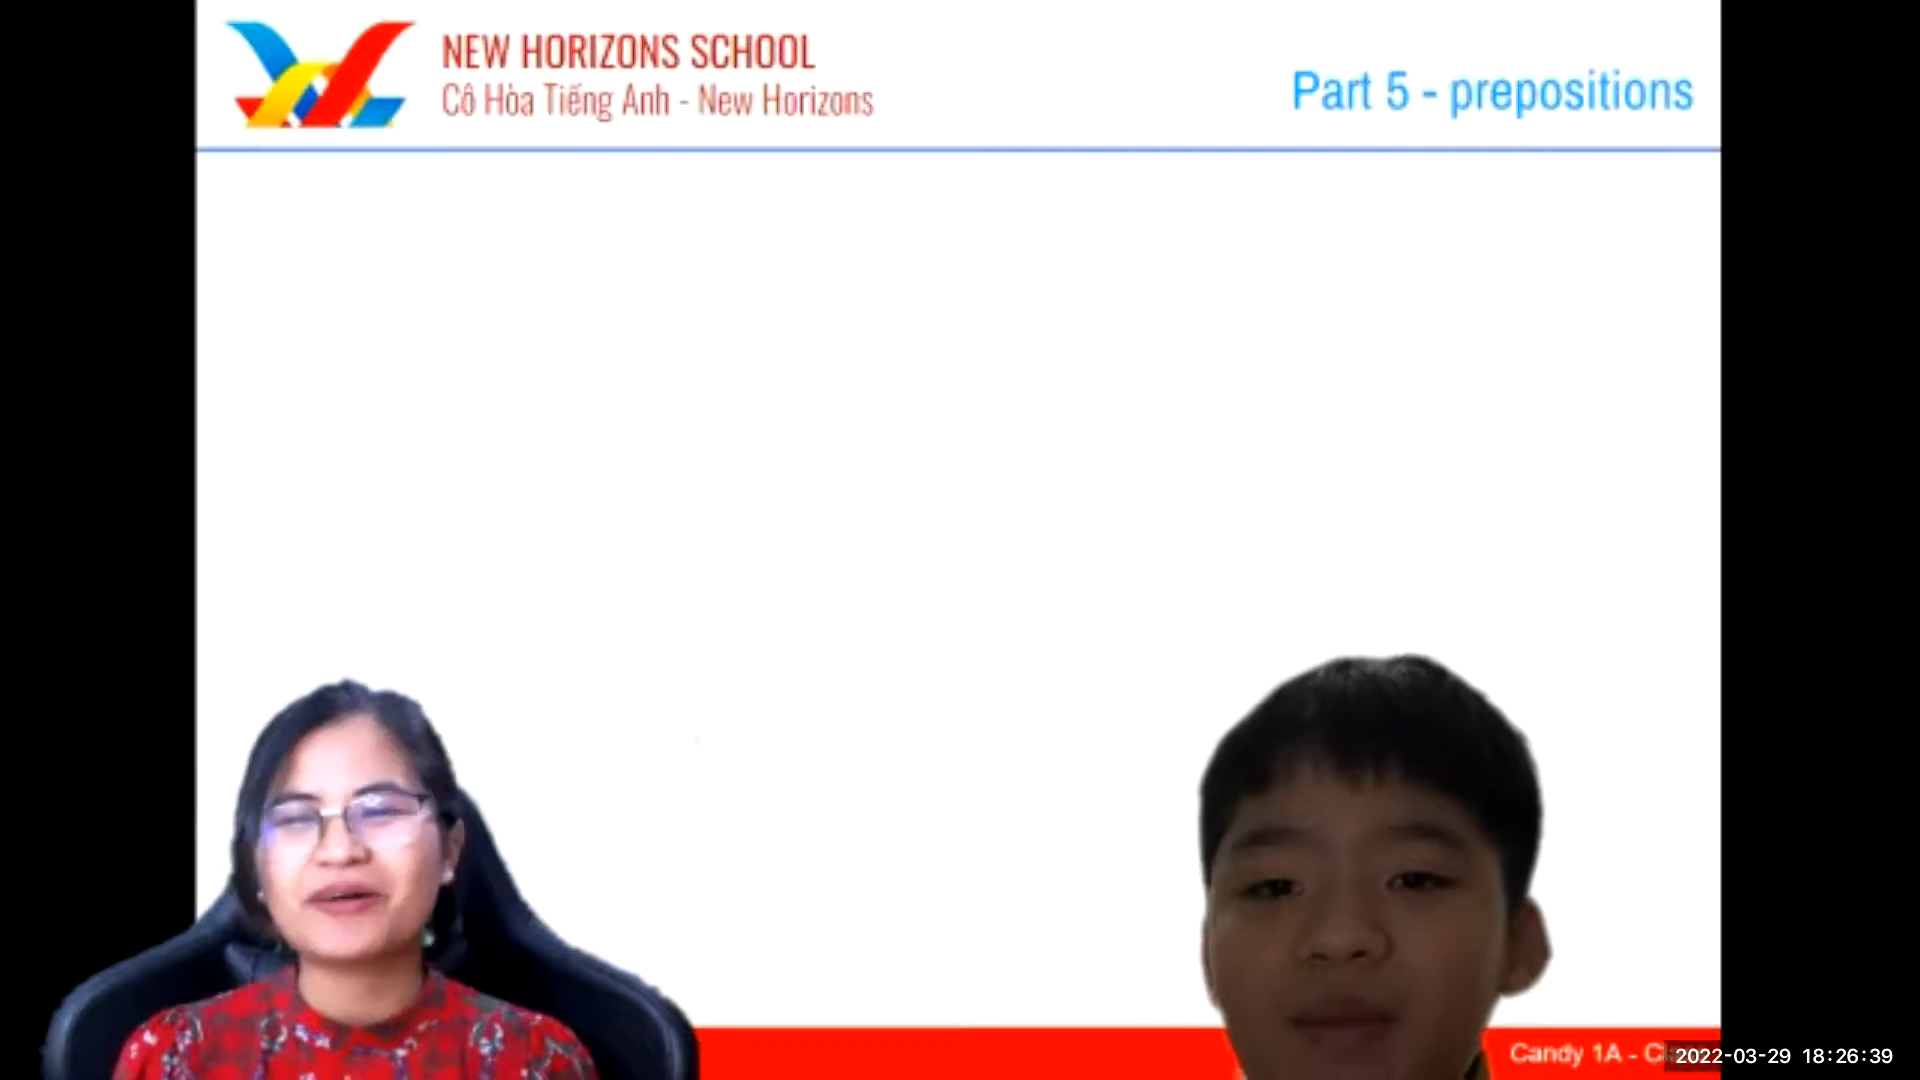 NEW HORIZONS SCHOOL
Cô Hòa Tiếng Anh - New Horizons
Part 5 - prepositions
Candy 1A -
2022-03-29 18:26:39